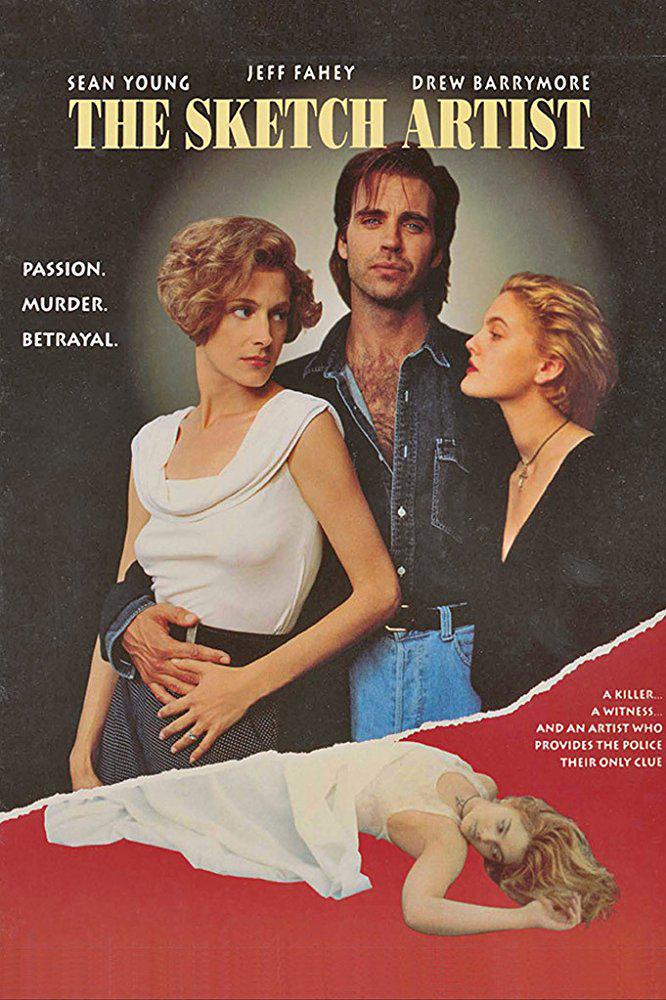 SEAN YOUNG JEFF FAHEY DREW BARRYMORE
THE SKETCH ARTIST
PASSION.
MURDER.
BETRAYAL.
A KILLER...
A WITNESS...
AND AN ARTIST WHO
PROVIDES THE POLICE
THEIR ONLY CLUE